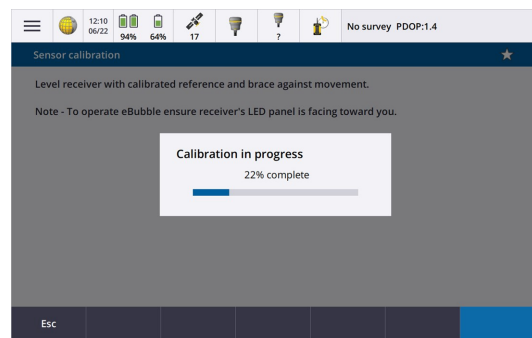 12:10
06/22
94%
64%
17
?
No survey PDOP:1.4
Sensor calibration
Level receiver with calibrated reference and brace against movement.
Note - To operate eBubble ensure receiver's LED panel is facing toward you.
Calibration in progress
22% complete
Esc